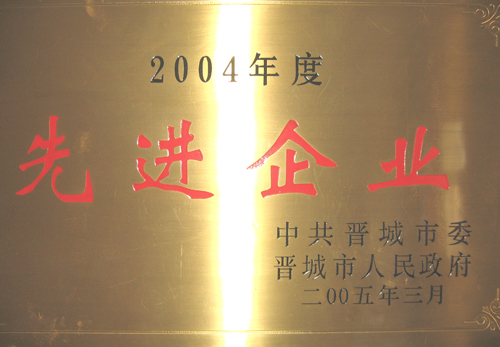 2004年度
先进企业
中共晋城市委
晋城市人民政府
二00五年三月